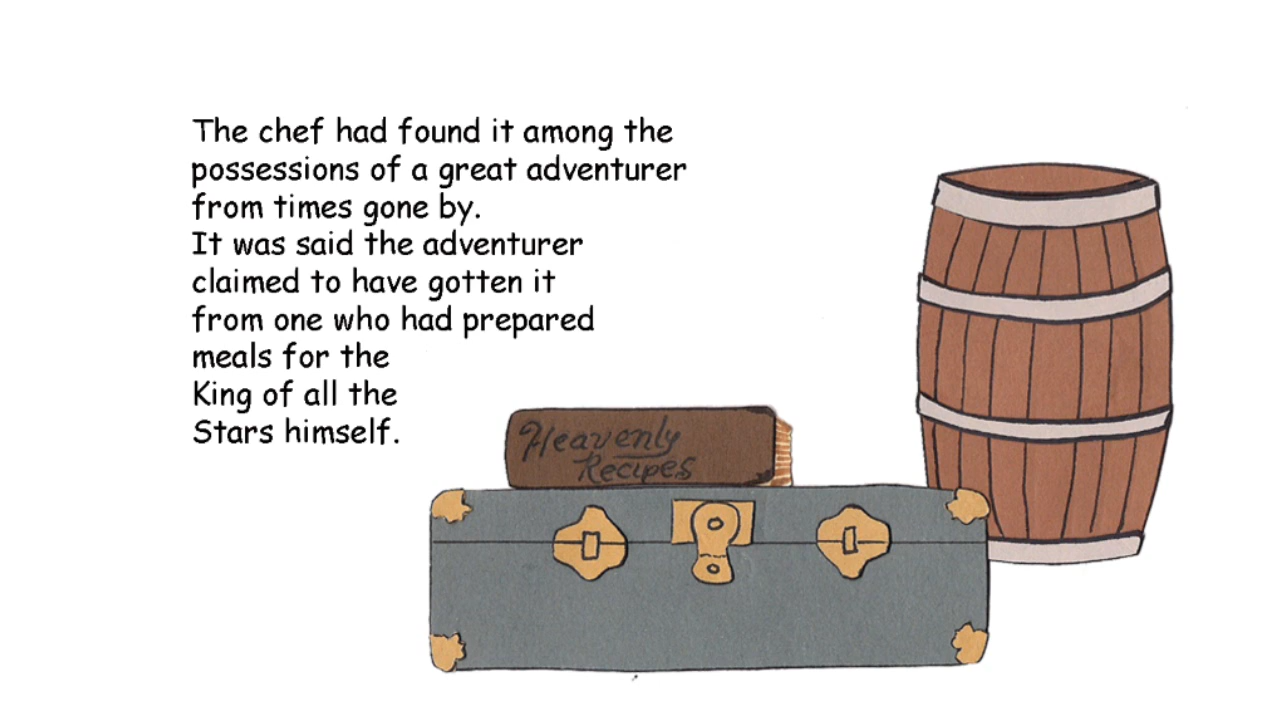 The chef had found it among the
possessions of a great adventurer
from times gone by.
It was said the adventurer
claimed to have gotten it
from one who had prepared
meals for the
King of all the
Stars himself.
Heavenly
Recipes